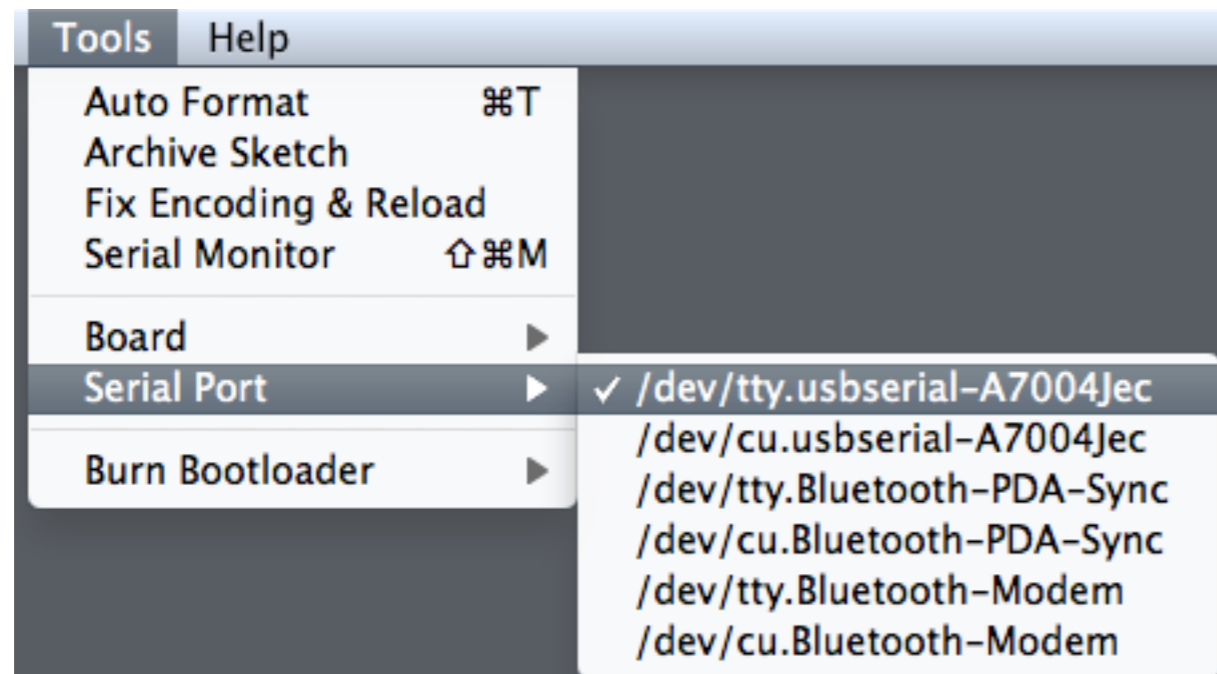 Tools Help
Auto Format ⌘T
Archive Sketch
Fix Encoding & Reload
Serial Monitor ⇧⌘M
Board
Serial Port
Burn Bootloader
/dev/tty.usbserial-A7004Jec
/dev/cu.usbserial-A7004Jec
/dev/tty.Bluetooth-PDA-Sync
/dev/cu.Bluetooth-PDA-Sync
/dev/tty.Bluetooth-Modem
/dev/cu.Bluetooth-Modem